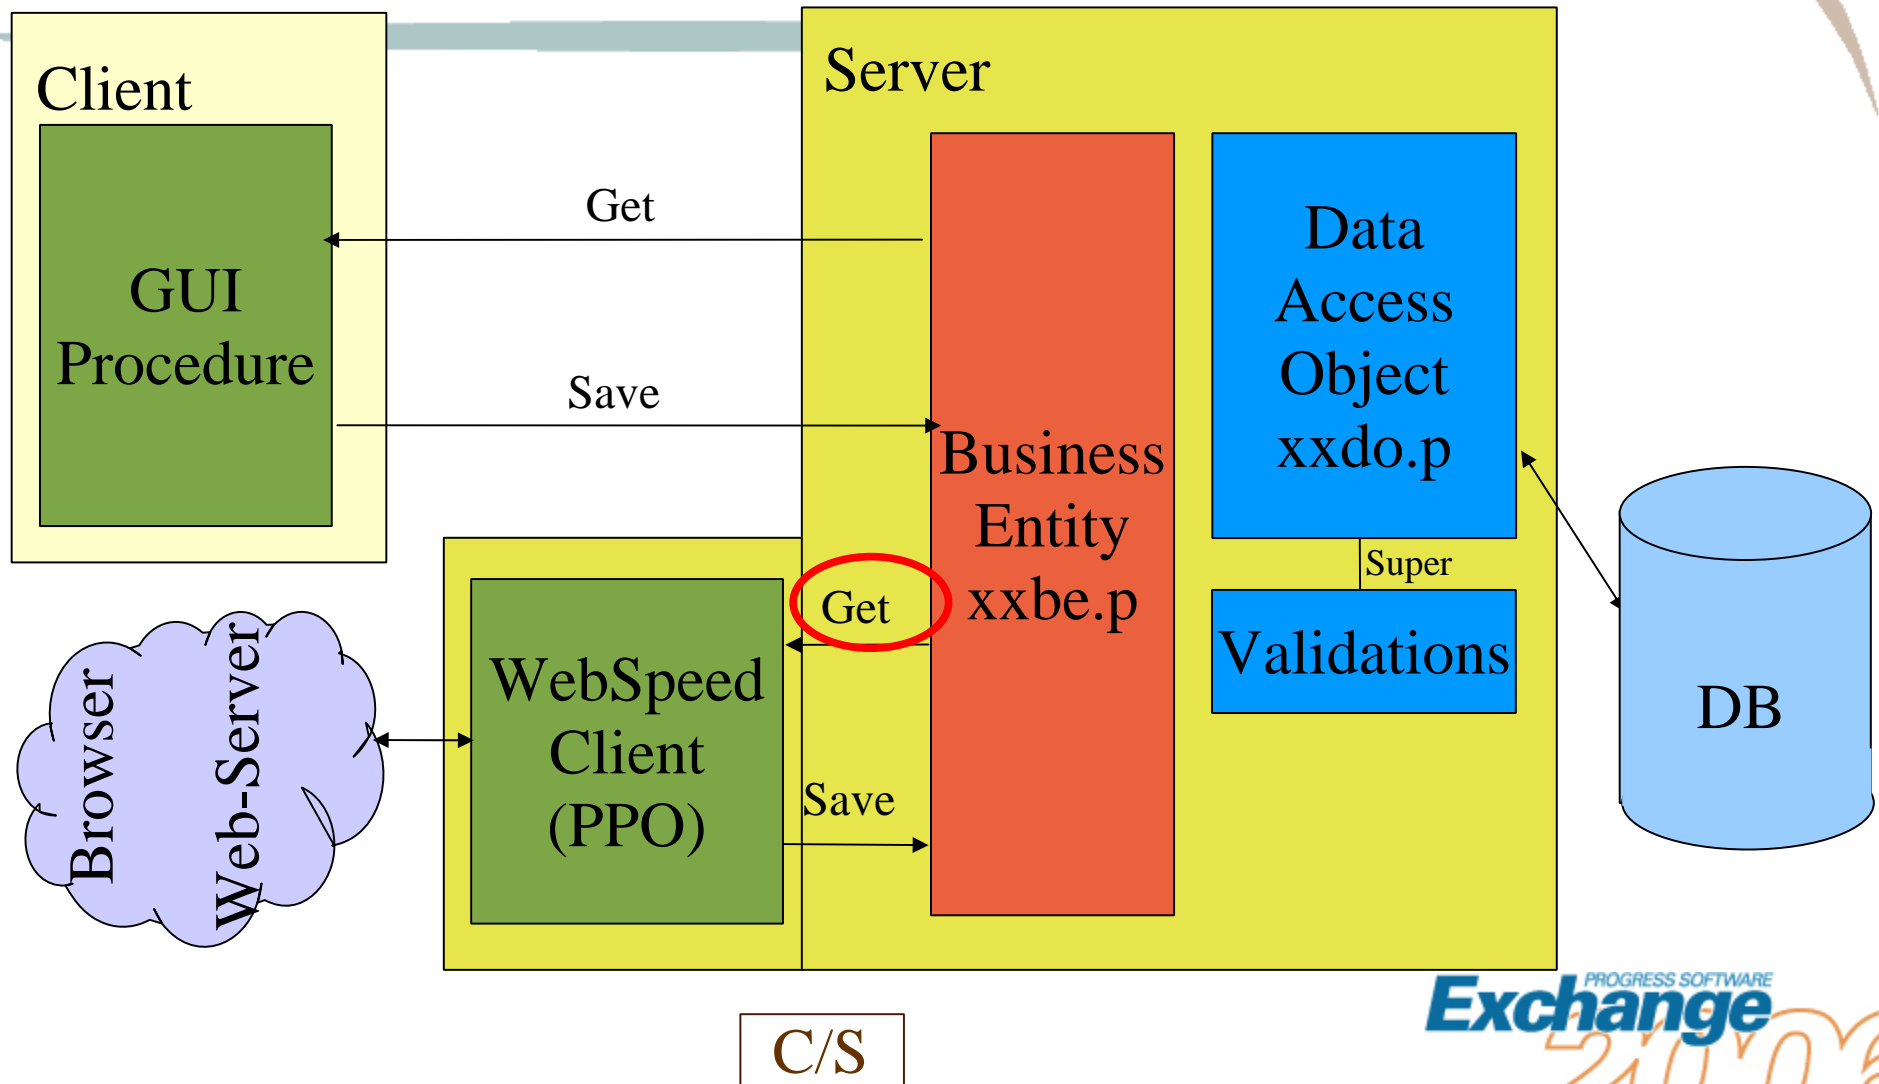 Client
GUI
Procedure
Get
Save
Server
Business
Entity
xxbe.p
Data
Access
Object
xxdo.p
Super
Validations
DB
Get
Save
WebSpeed
Client
(PPO)
Browser
Web-Server
C/S
PROGRESS SOFTWARE
Exchange